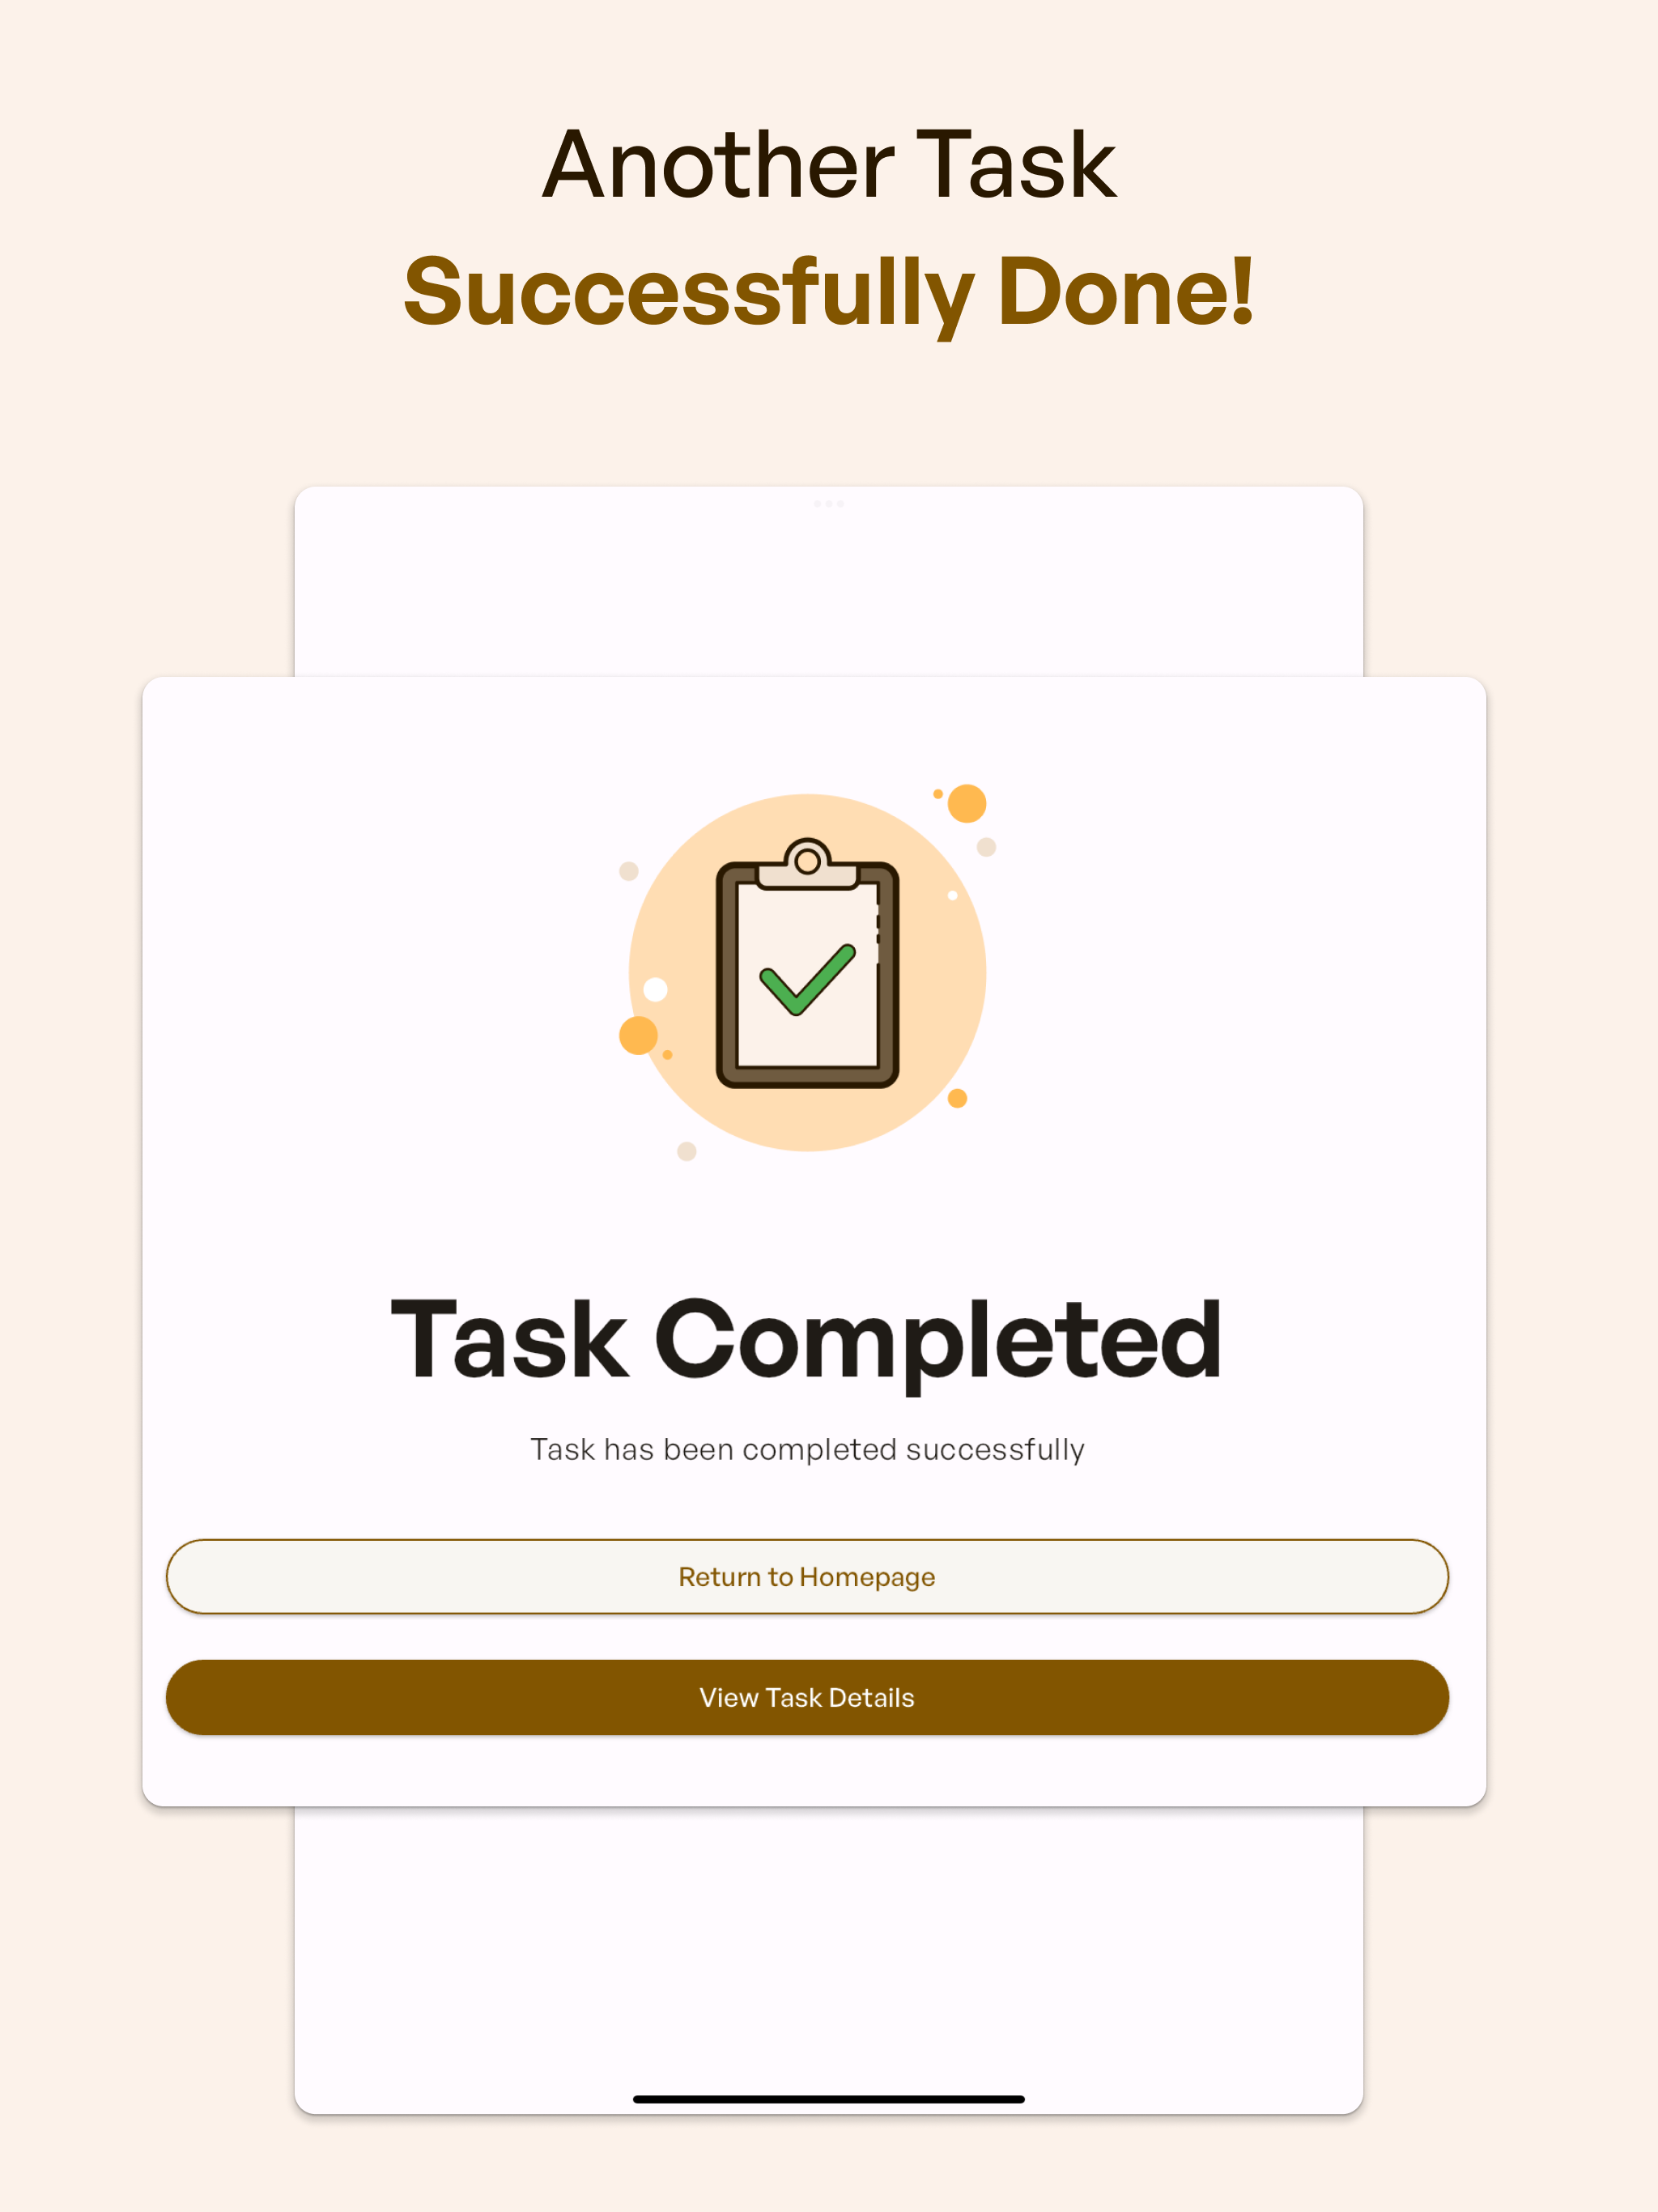 Another Task
Successfully Done!
Task Completed
Task has been completed successfully
Return to Homepage
View Task Details